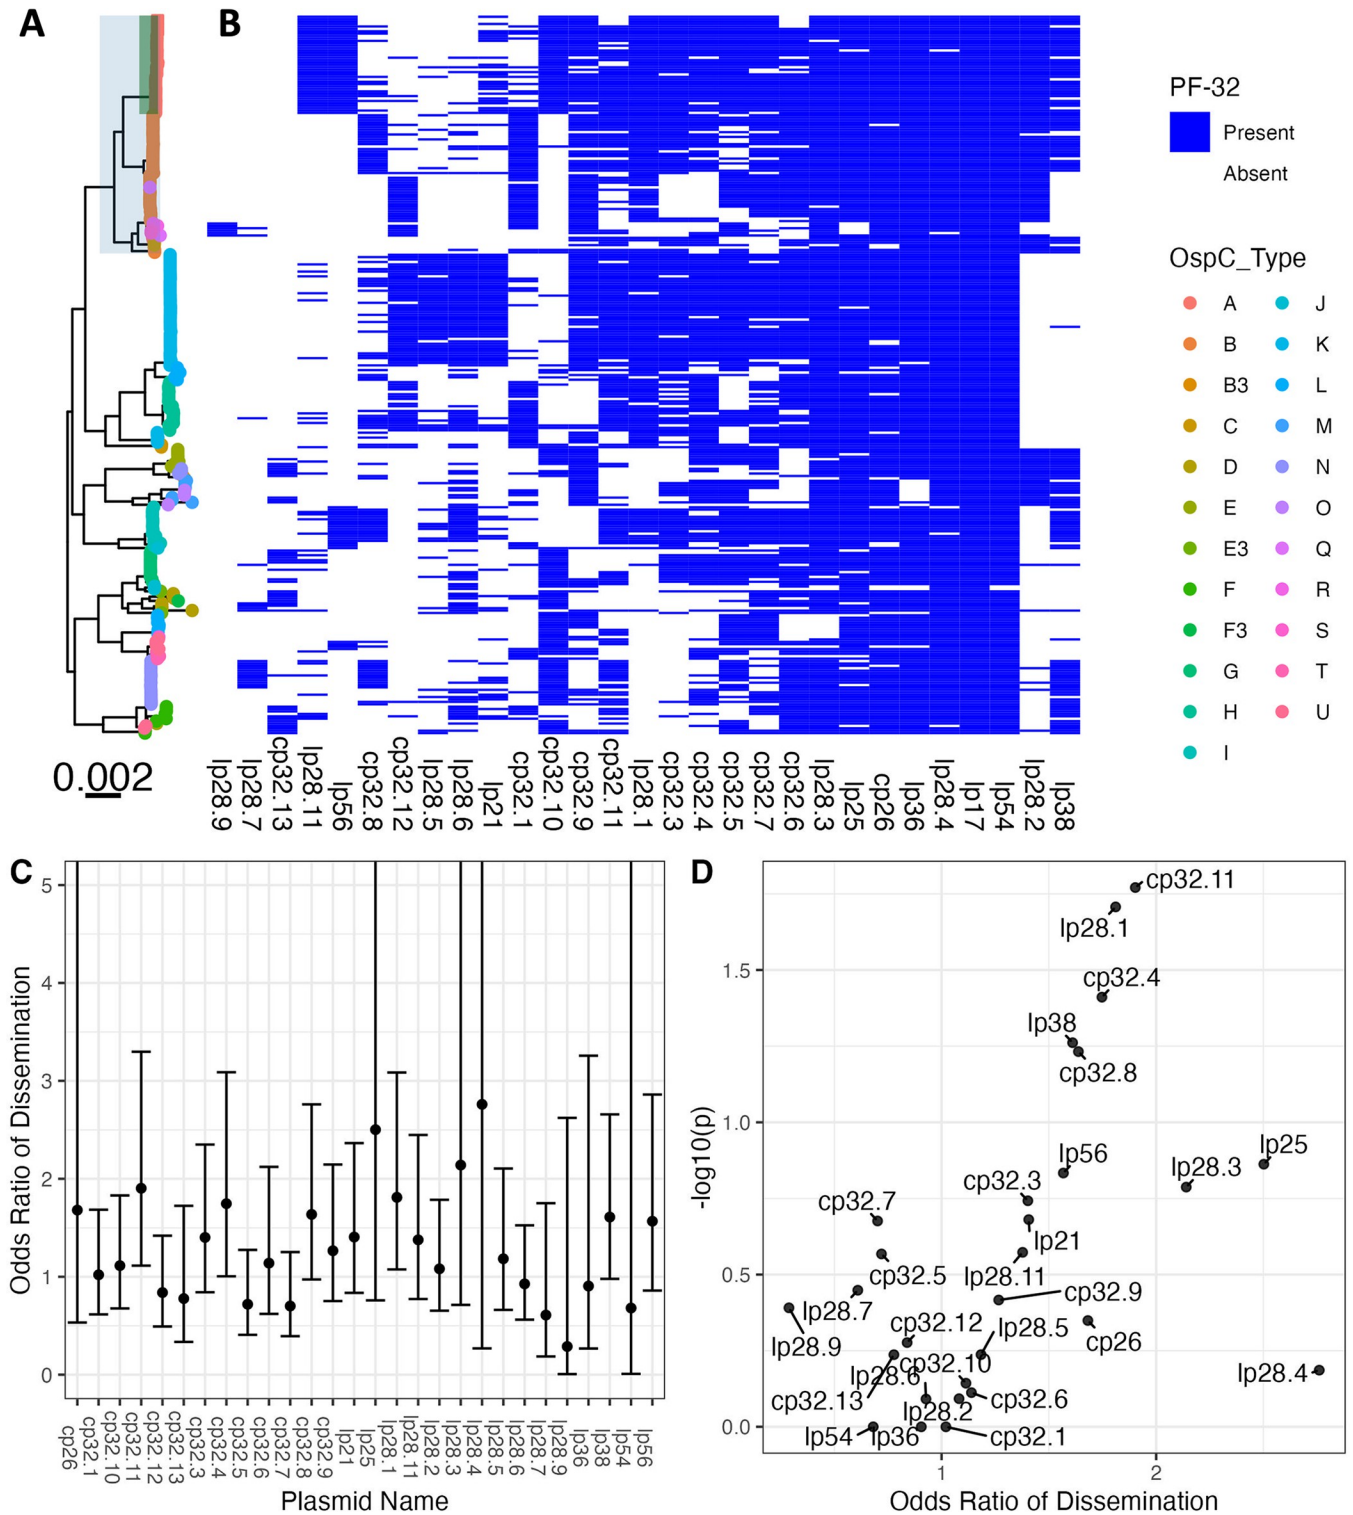 A
B
PF-32
Present
Absent
OspC_Type
A
B
B3
C
D
E
E3
F
F3
G
H
I
J
K
L
M
N
O
Q
R
S
T
U
0.002
lp28.9
lp28.7
cp32.13
lp28.11
lp56
cp32.8
cp32.12
lp28.5
lp28.6
lp21
cp32.1
cp32.10
cp32.9
cp32.11
lp28.1
cp32.3
cp32.4
cp32.5
cp32.7
cp32.6
lp28.3
lp25
cp26
lp36
lp28.4
lp17
lp54
lp28.2
lp38
C
Odds Ratio of Dissemination
5
4
3
2
1
0
cp26
cp32.1
cp32.10
cp32.11
cp32.12
cp32.13
cp32.3
cp32.4
cp32.5
cp32.6
cp32.7
cp32.8
cp32.9
lp21
lp25
lp28.1
lp28.11
lp28.2
lp28.3
lp28.4
lp28.5
lp28.6
lp28.7
lp28.9
lp36
lp38
lp54
lp56
Plasmid Name
D
-log10(p)
1.5
1.0
0.5
0.0
cp32.11
lp28.1
cp32.4
lp38
cp32.8
lp56
lp25
lp28.3
cp32.3
cp32.7
lp21
cp32.5
lp28.11
cp32.9
lp28.7
cp32.12
lp28.5
cp26
lp28.9
cp32.10
lp28.6
lp28.4
cp32.13
cp32.6
lp28.2
lp54
lp36
cp32.1
1
2
Odds Ratio of Dissemination